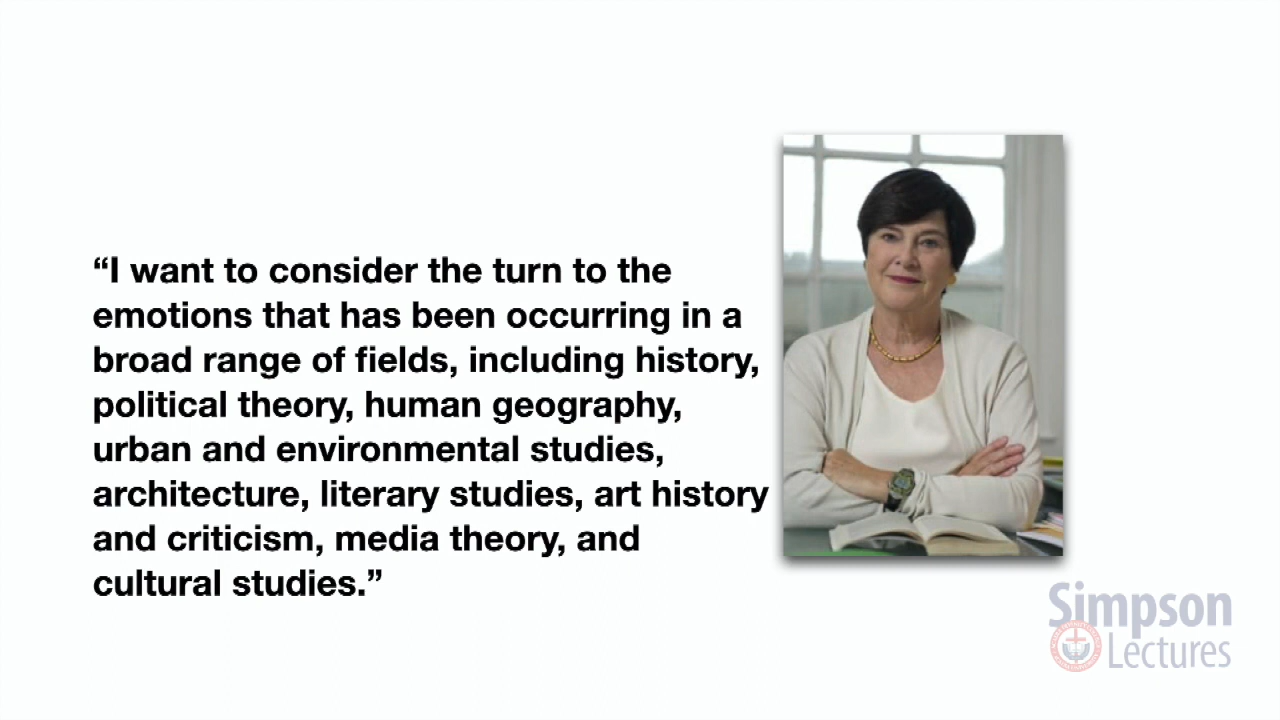 “I want to consider the turn to the
emotions that has been occurring in a
broad range of fields, including history,
political theory, human geography,
urban and environmental studies,
architecture, literary studies, art history
and criticism, media theory, and
cultural studies.”
Simpson
Lectures